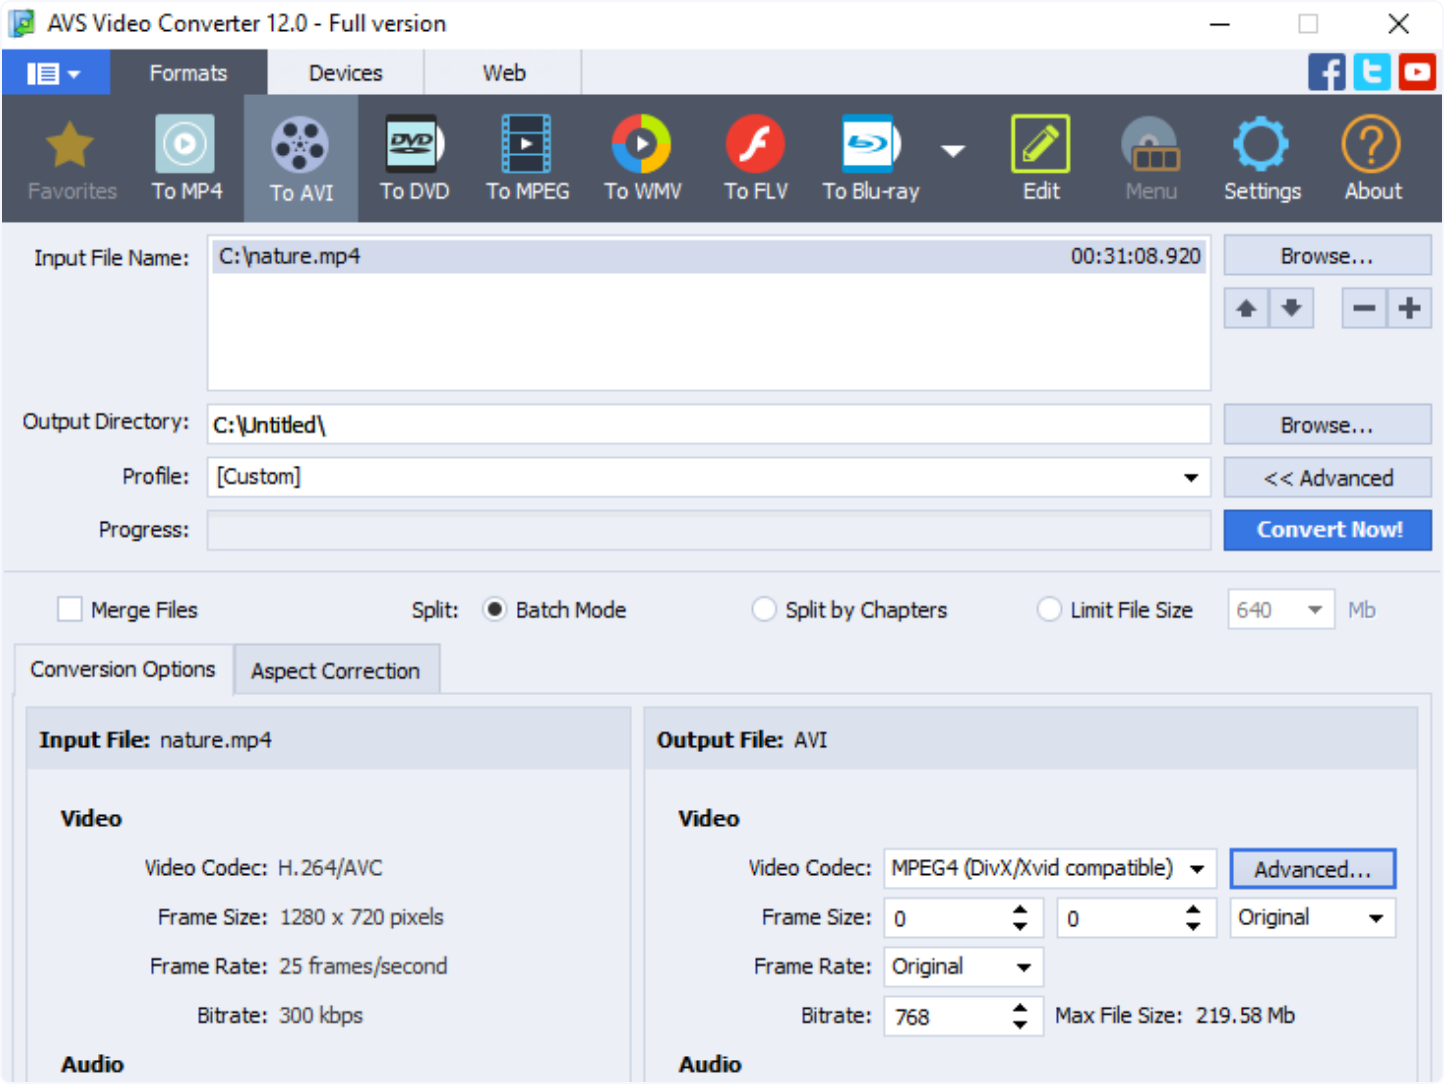 AVS Video Converter 12.0 - Full version
Formats Devices Web
Favorites To MP4 To AVI To DVD To MPEG To WMV To FLV To Blu-ray Edit Menu Settings About
Input File Name: C:\nature.mp4 00:31:08.920 Browse...
Output Directory: C:\Untitled\ Browse...
Profile: [Custom] << Advanced
Progress: Convert Now!
Merge Files Split: Batch Mode Split by Chapters Limit File Size 640 Mb
Conversion Options Aspect Correction
Input File: nature.mp4 Output File: AVI
Video Video
Video Codec: H.264/AVC Video Codec: MPEG4 (DivX/Xvid compatible) Advanced...
Frame Size: 1280 x 720 pixels Frame Size: 0 0 Original
Frame Rate: 25 frames/second Frame Rate: Original
Bitrate: 300 kbps Bitrate: 768 Max File Size: 219.58 Mb
Audio Audio